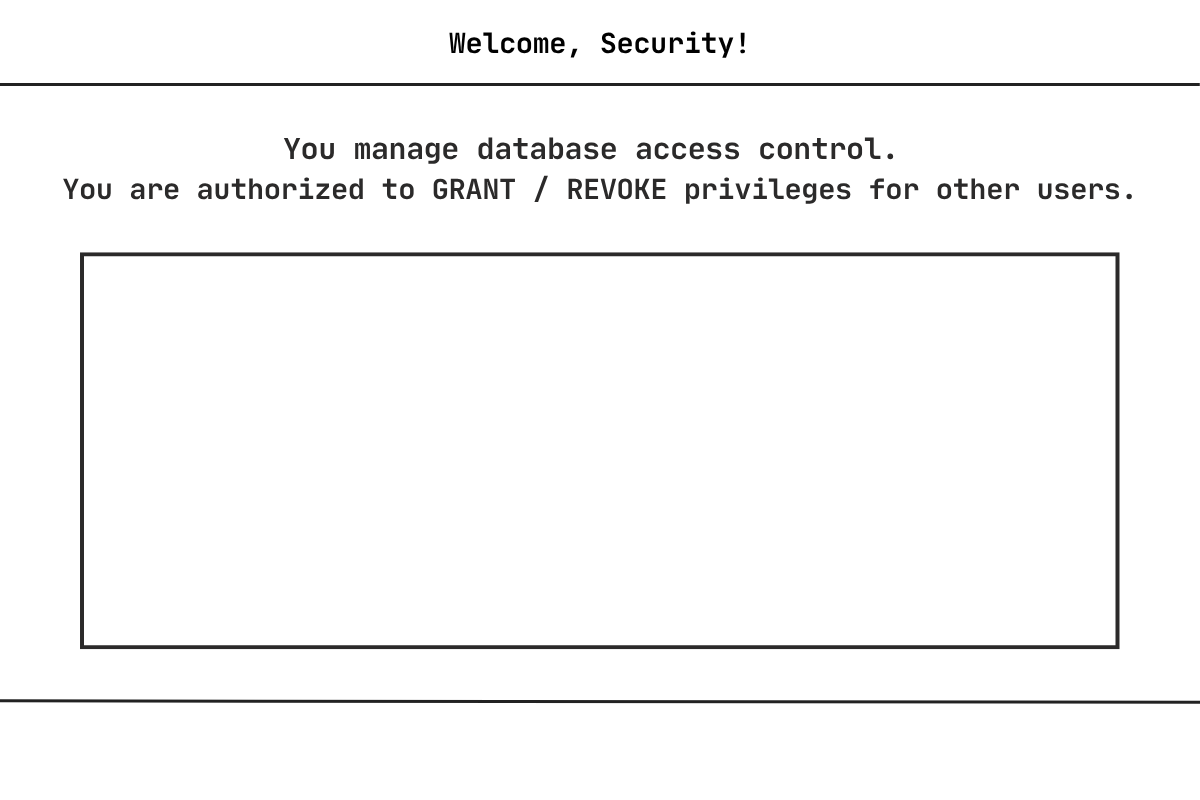 Welcome, Security!
You manage database access control.
You are authorized to GRANT / REVOKE privileges for other users.